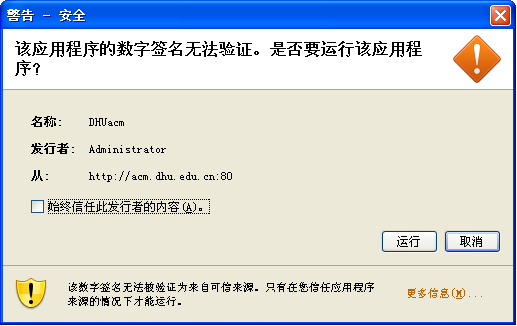 警告 - 安全
该应用程序的数字签名无法验证。是否要运行该应用程
序?
名称: DHUacm
发行者: Administrator
从: http://acm.dhu.edu.cn:80
始终信任此发行者的内容(A)。
运行 取消
该数字签名无法被验证为来自可信来源。只有在您信任应用程序 更多信息(M)...
来源的情况下才能运行。